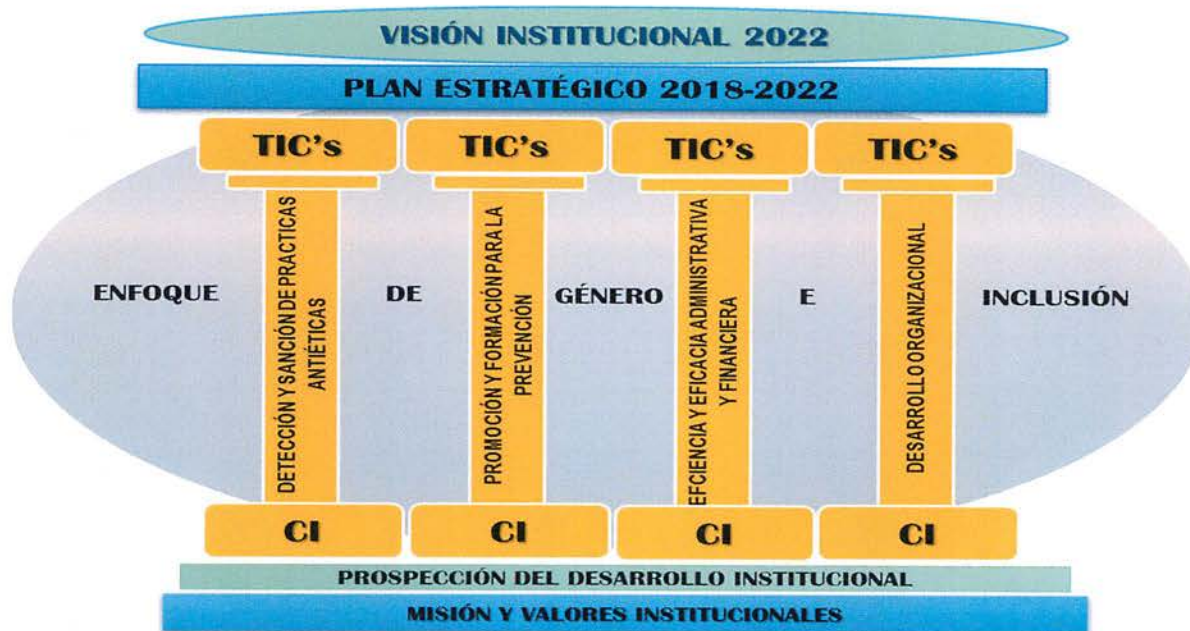 VISIÓN INSTITUCIONAL 2022
PLAN ESTRATÉGICO 2018-2022
TIC's
TIC's
TIC's
TIC's
ENFOQUE
DETECCIÓN Y SANCIÓN DE PRACTICAS
ANTIÉTICAS
DE
PROMOCIÓN Y FORMACIÓN PARA LA
PREVENCIÓN
GÉNERO
EFCIENCIA Y EFICACIA ADMINISTRATIVA
Y FINANCIERA
E
DESARROLLO ORGANIZACIONAL
INCLUSIÓN
CI
CI
CI
CI
PROSPECCIÓN DEL DESARROLLO INSTITUCIONAL
MISIÓN Y VALORES INSTITUCIONALES